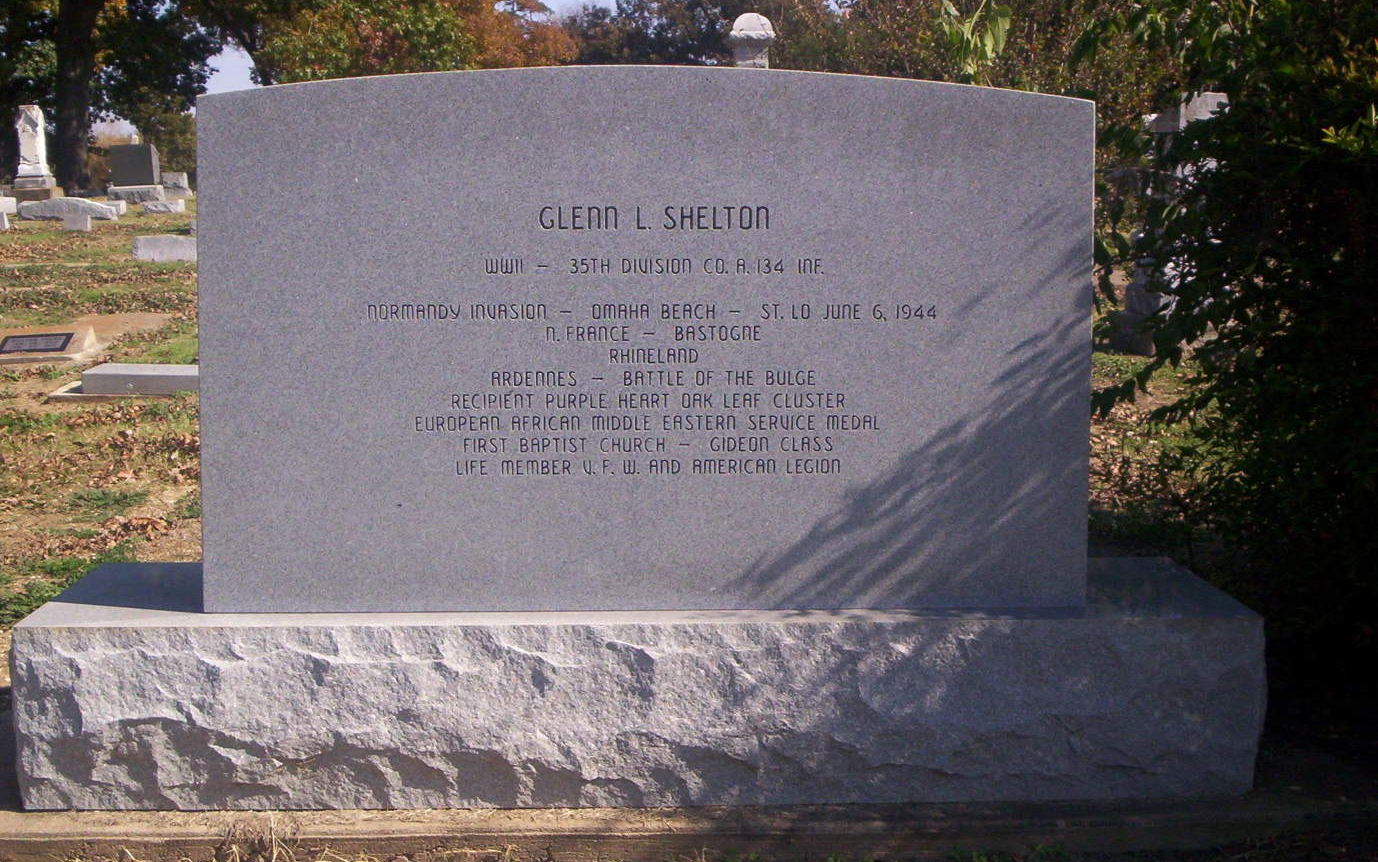 GLENN L. SHELTON
WWII – 35TH DIVISION CO. A. 134 INF.
NORMANDY INVASION – OMAHA BEACH – ST. LO JUNE 6, 1944
N. FRANCE – BASTOGNE
RHINELAND
ARDENNES – BATTLE OF THE BULGE
RECIPIENT PURPLE HEART OAK LEAF CLUSTER
EUROPEAN AFRICAN MIDDLE EASTERN SERVICE MEDAL
FIRST BAPTIST CHURCH – GIDEON CLASS
LIFE MEMBER V. F. W. AND AMERICAN LEGION